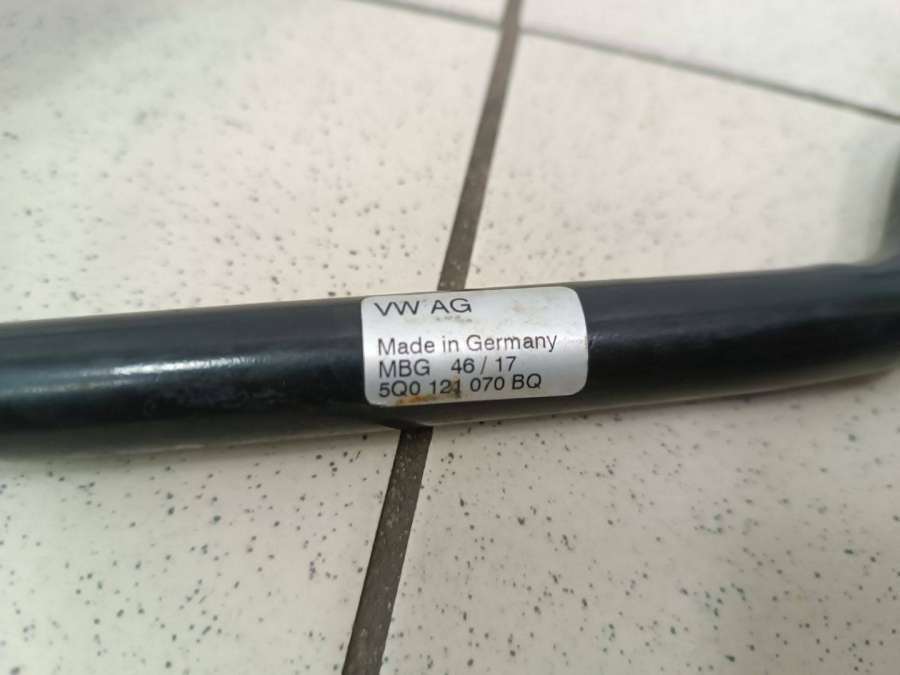 VW AG
Made in Germany
MBG 46 / 17
5Q0 121 070 BQ